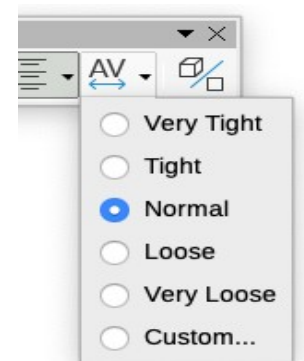 AV
Very Tight
Tight
Normal
Loose
Very Loose
Custom...